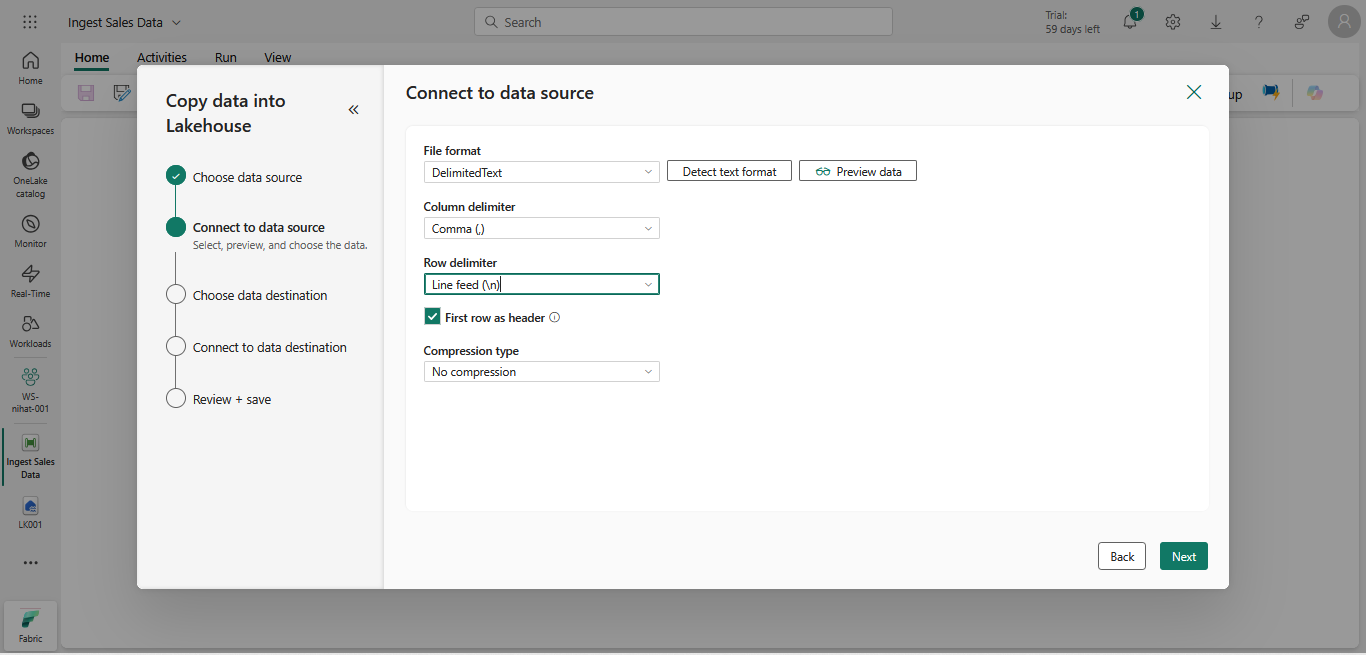 Ingest Sales Data
Search
Trial:
59 days left
1
Home
Activities
Run
View
Home
Workspaces
OneLake
catalog
Monitor
Real-Time
Workloads
WS-
nihat-001
Ingest Sales
Data
LK001
Fabric
up
Copy data into
Lakehouse
Choose data source
Connect to data source
Select, preview, and choose the data.
Choose data destination
Connect to data destination
Review + save
Connect to data source
File format
DelimitedText
Detect text format
Preview data
Column delimiter
Comma (,)
Row delimiter
Line feed (\n)
First row as header
Compression type
No compression
Back
Next